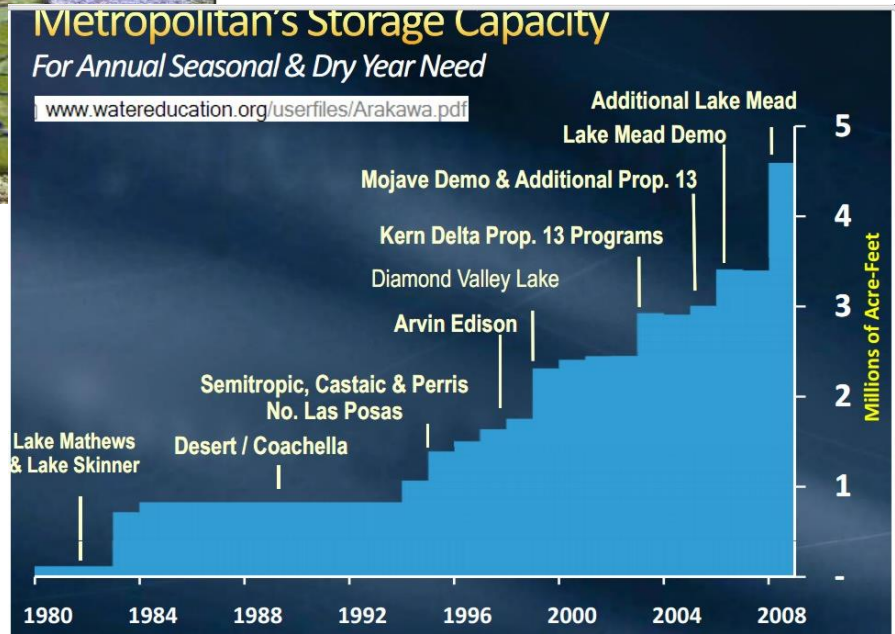 Metropolitan's Storage Capacity
For Annual Seasonal & Dry Year Need
www.watereducation.org/userfiles/Arakawa.pdf
Additional Lake Mead
Lake Mead Demo
Mojave Demo & Additional Prop. 13
Kern Delta Prop. 13 Programs
Diamond Valley Lake
Arvin Edison
Semitropic, Castaic & Perris
No. Las Posas
Desert / Coachella
Lake Mathews
& Lake Skinner
5
4
3
2
1
-
Millions of Acre-Feet
1980 1984 1988 1992 1996 2000 2004 2008